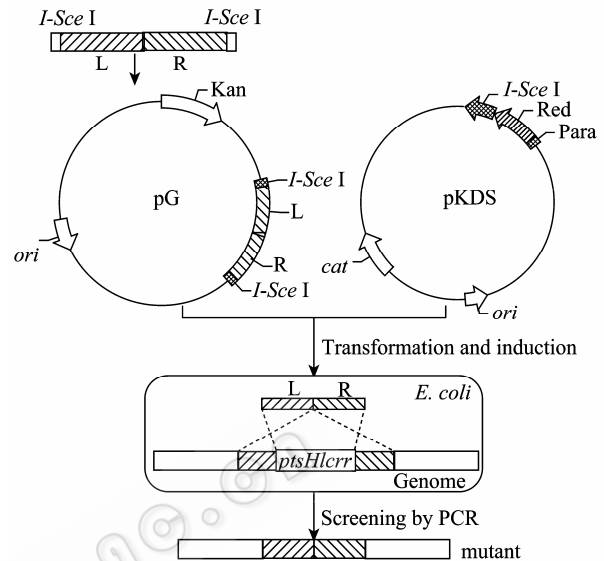 I-Sce I I-Sce I
L R
Kan
I-Sce I
L
R
I-Sce I
pG
ori
I-Sce I
Red
Para
pKDS
cat
ori
Transformation and induction
E. coli
L R
ptsHIcrr
Genome
Screening by PCR
mutant